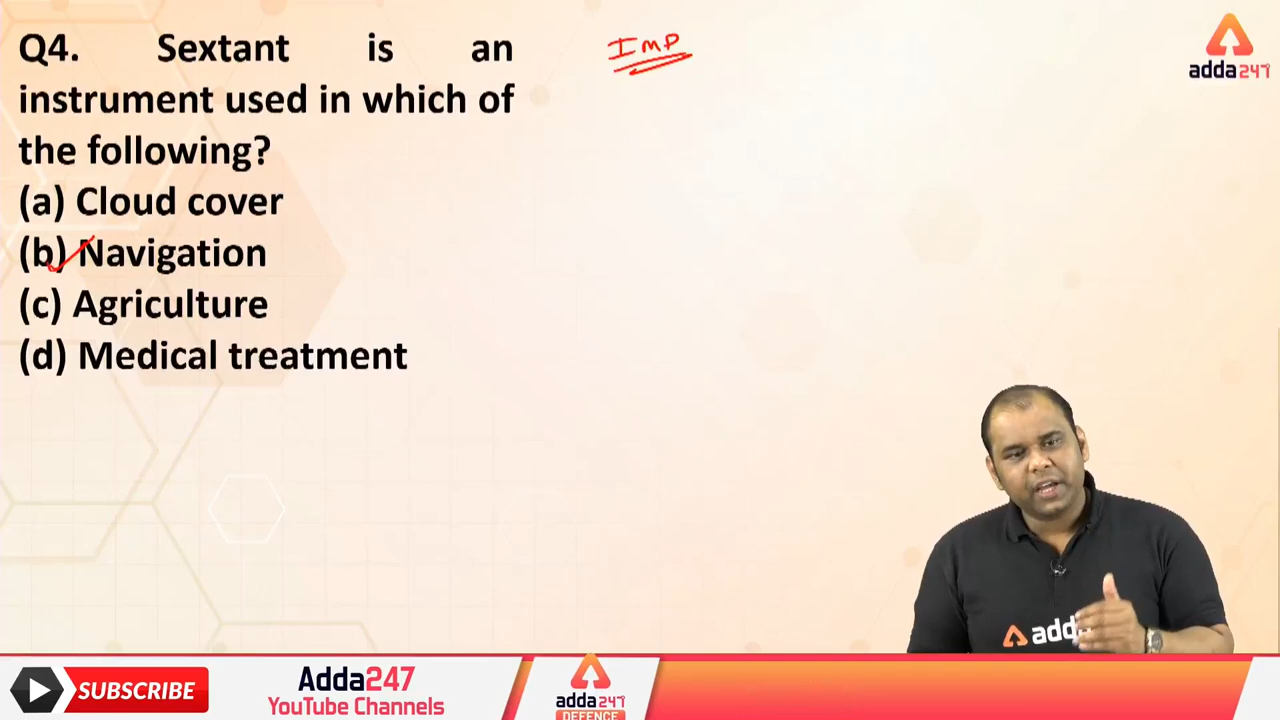 Q4. Sextant is an
instrument used in which of
the following?
(a) Cloud cover
(b) Navigation
(c) Agriculture
(d) Medical treatment
IMP
adda247
add
SUBSCRIBE
Adda247
YouTube Channels
adda247
DEFENCE